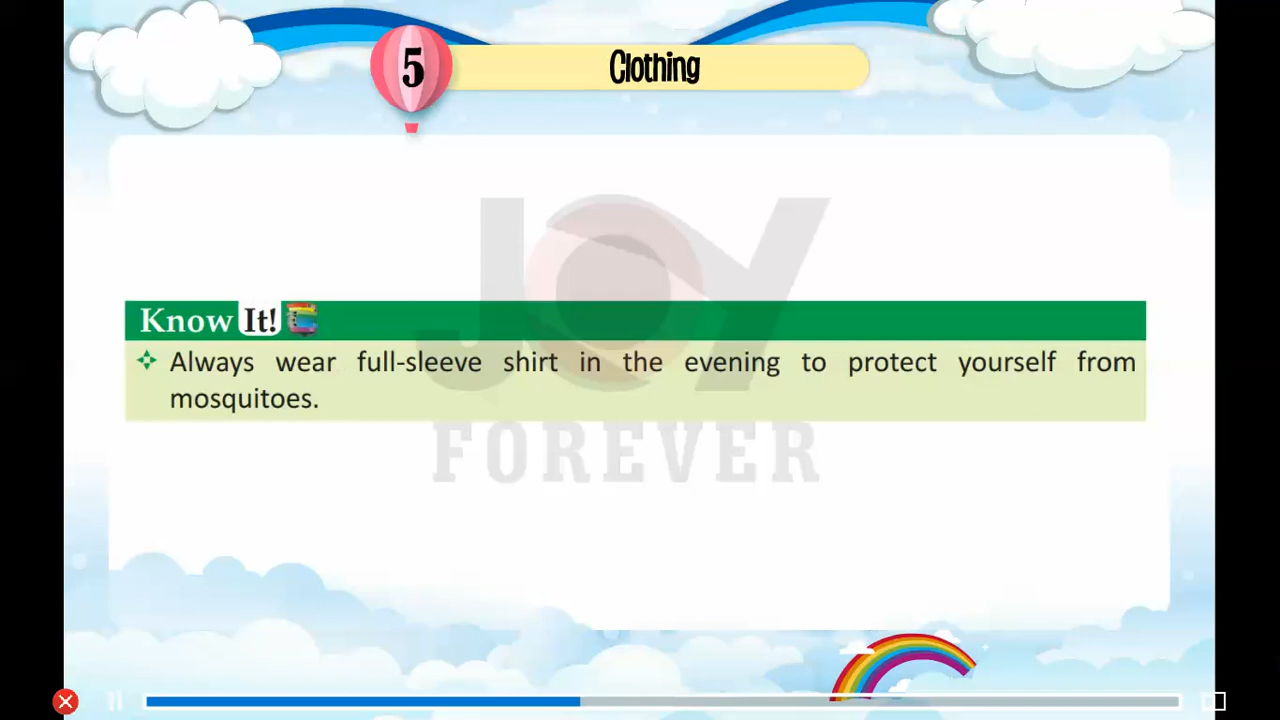 5
Clothing
Know It!
Always wear full-sleeve shirt in the evening to protect yourself from
mosquitoes.
JOY
FOREVER